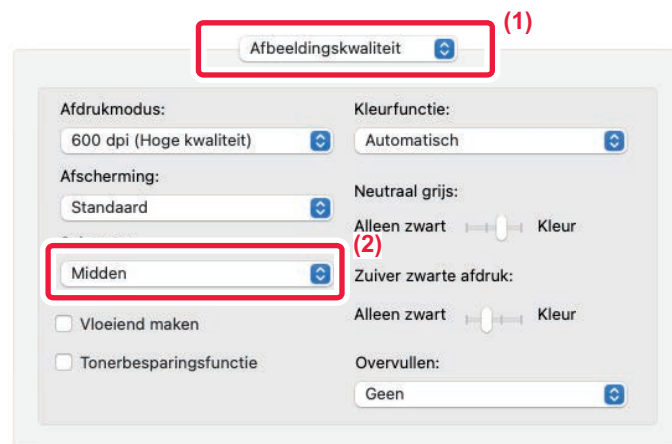 (1)
Afbeeldingskwaliteit
Afdrukmodus:
600 dpi (Hoge kwaliteit)
Afscherming:
Standaard
(2)
Midden
Vloeiend maken
Tonerbesparingsfunctie
Kleurfunctie:
Automatisch
Neutraal grijs:
Alleen zwart Kleur
Zuiver zwarte afdruk:
Alleen zwart Kleur
Overvullen:
Geen